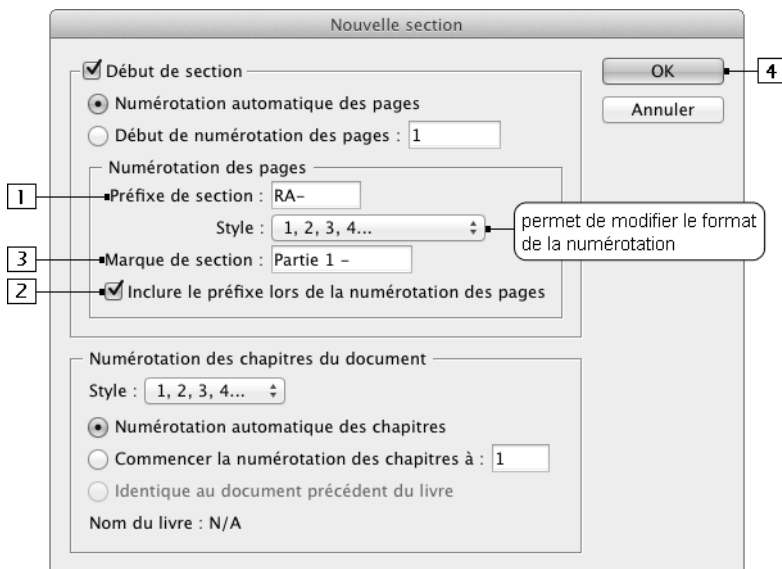 Nouvelle section
Début de section
OK
4
Numérotation automatique des pages
Annuler
Début de numérotation des pages : 1
Numérotation des pages
1
Préfixe de section : RA-
Style : 1, 2, 3, 4...
permet de modifier le format
de la numérotation
3
Marque de section : Partie 1 -
2
Inclure le préfixe lors de la numérotation des pages
Numérotation des chapitres du document
Style : 1, 2, 3, 4...
Numérotation automatique des chapitres
Commencer la numérotation des chapitres à : 1
Identique au document précédent du livre
Nom du livre : N/A